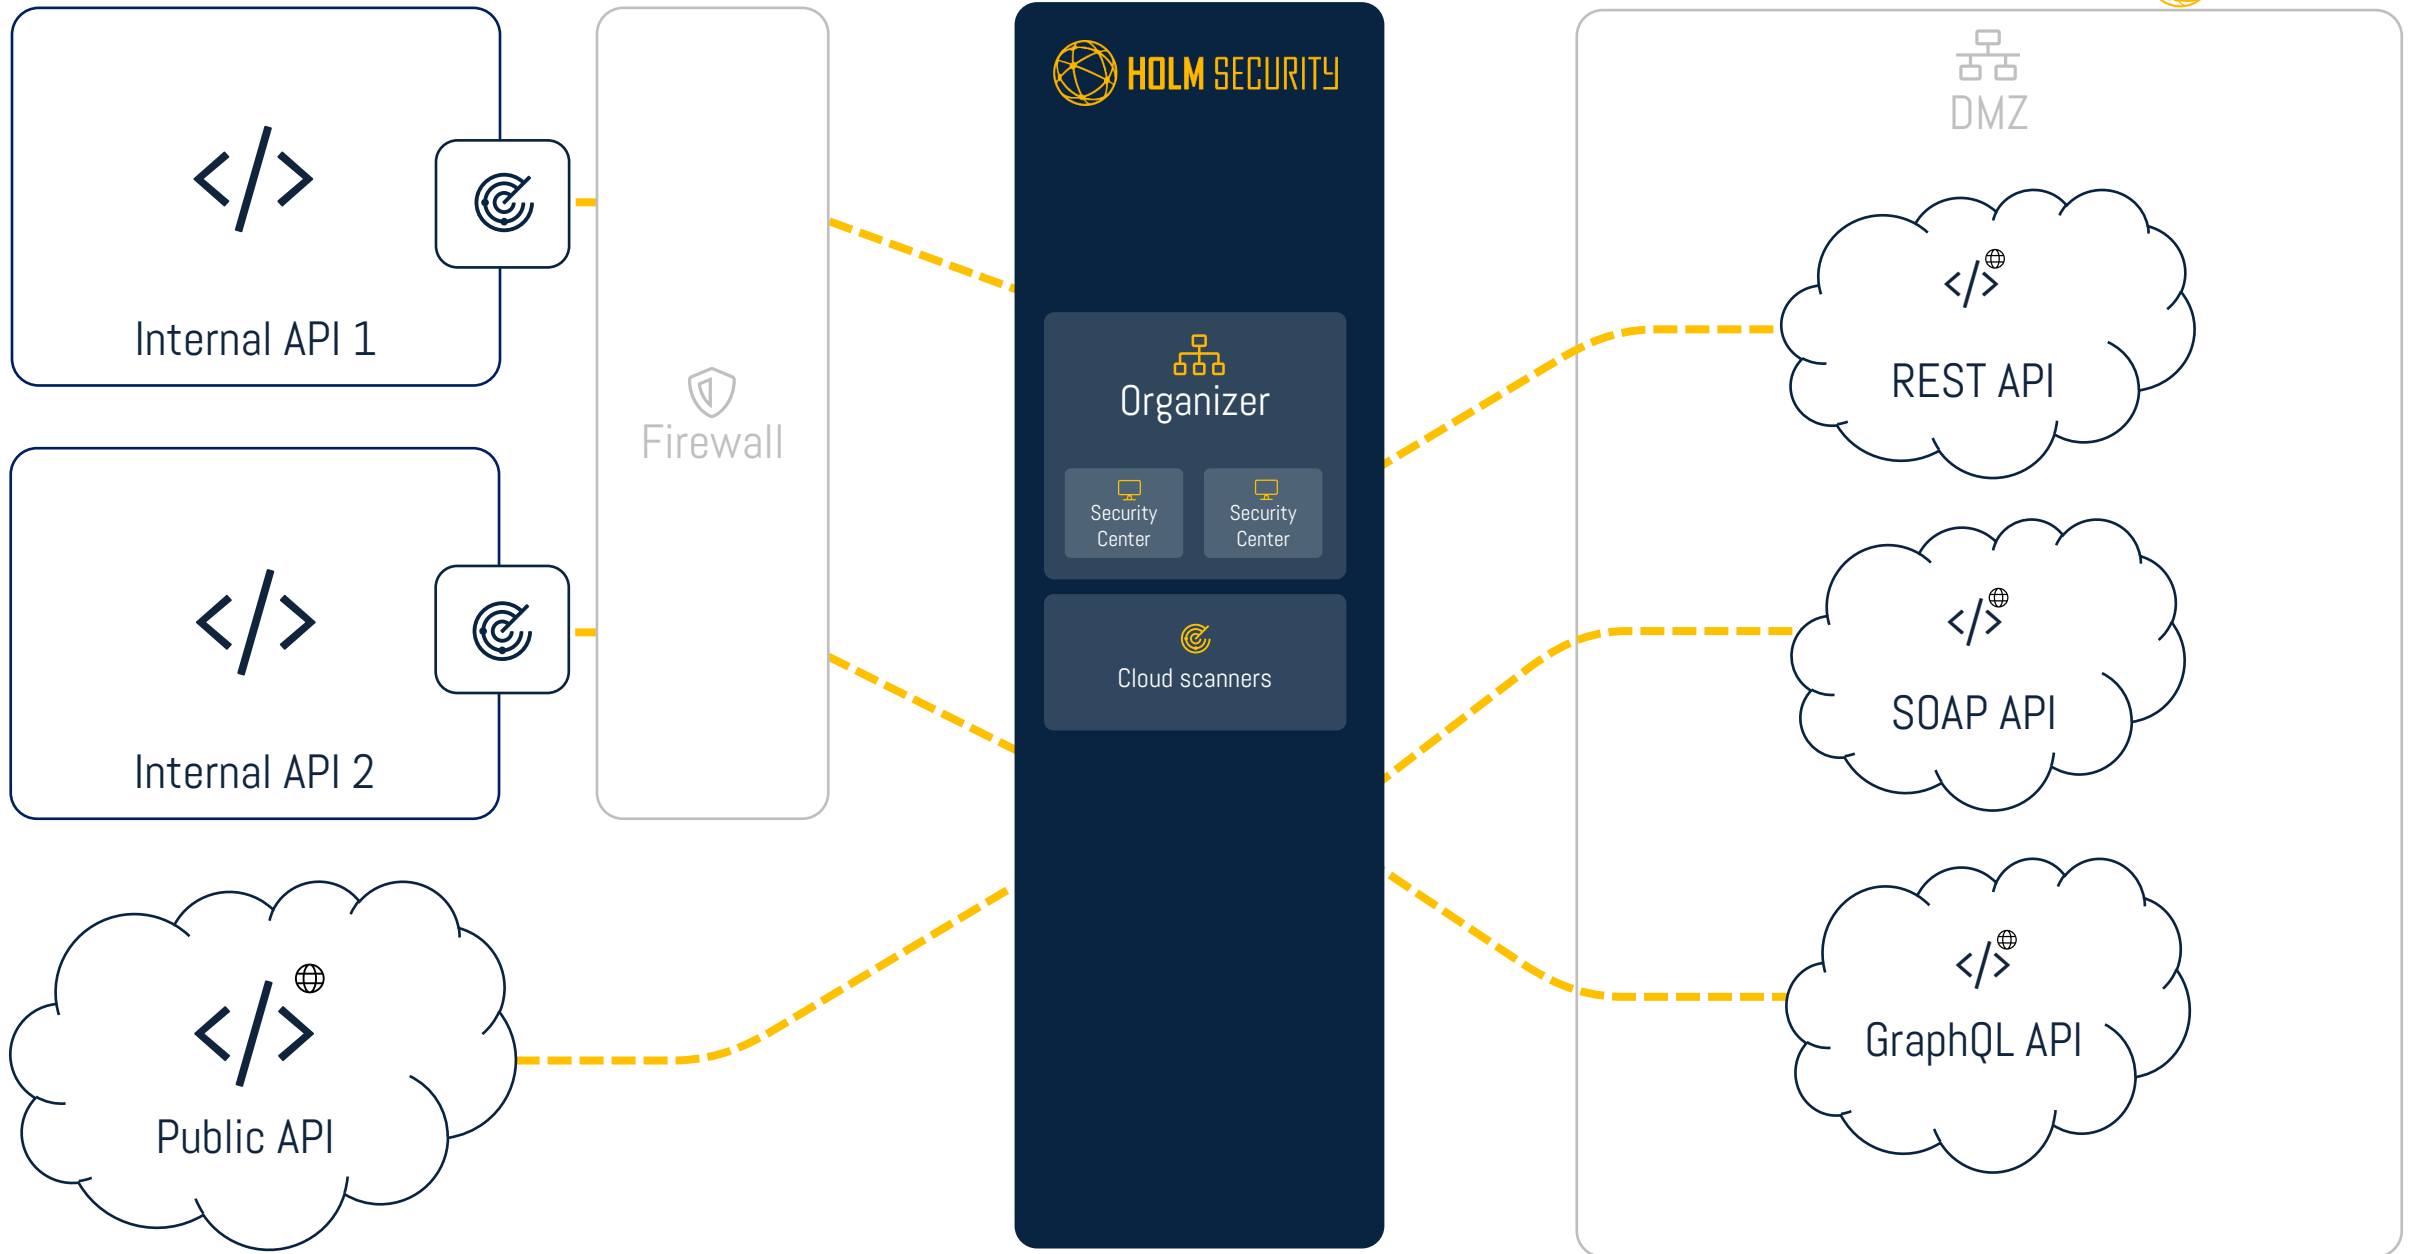 Internal API 1
Internal API 2
Public API
Firewall
HOLM SECURITY
Organizer
Security
Center
Security
Center
Cloud scanners
DMZ
REST API
SOAP API
GraphQL API